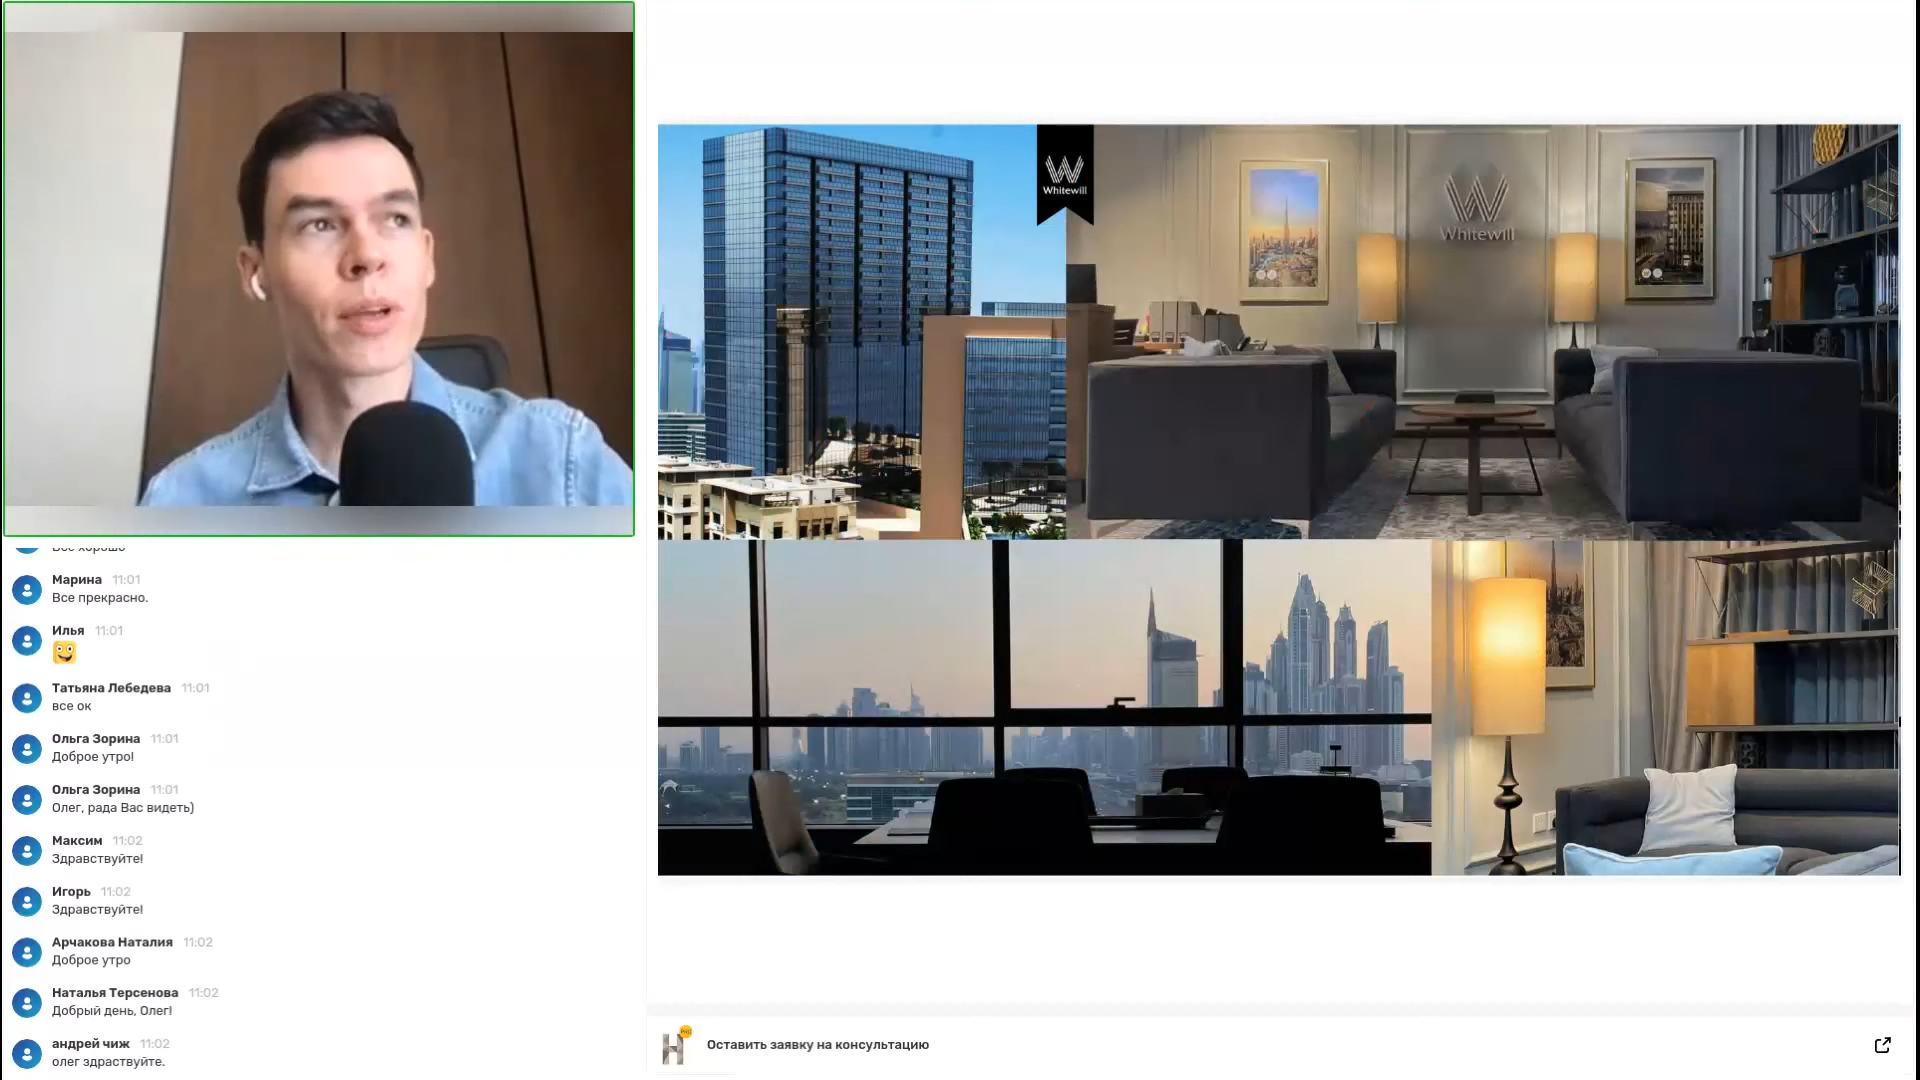 Все хорошо
Марина 11:01
Все прекрасно.
Илья 11:01
Татьяна Лебедева 11:01
все ок
Ольга Зорина 11:01
Доброе утро!
Ольга Зорина 11:01
Олег, рада Вас видеть)
Максим 11:02
Здравствуйте!
Игорь 11:02
Здравствуйте!
Арчакова Наталия 11:02
Доброе утро
Наталья Терсенова 11:02
Добрый день, Олег!
андрей чиж 11:02
олег здраствуйте.
Whitewill
Whitewill
Оставить заявку на консультацию